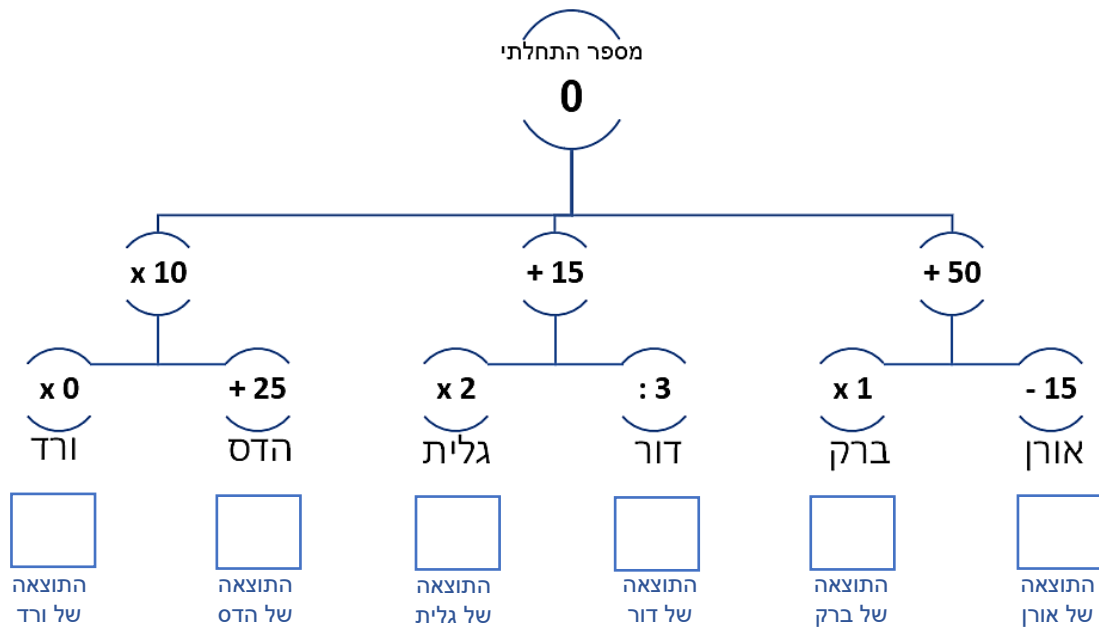 מספר התחלתי
0
x 10
+ 15
+ 50
x 0
+ 25
x 2
: 3
x 1
- 15
ורד
הדס
גלית
דור
ברק
אורן
התוצאה
של ורד
התוצאה
של הדס
התוצאה
של גלית
התוצאה
של דור
התוצאה
של ברק
התוצאה
של אורן